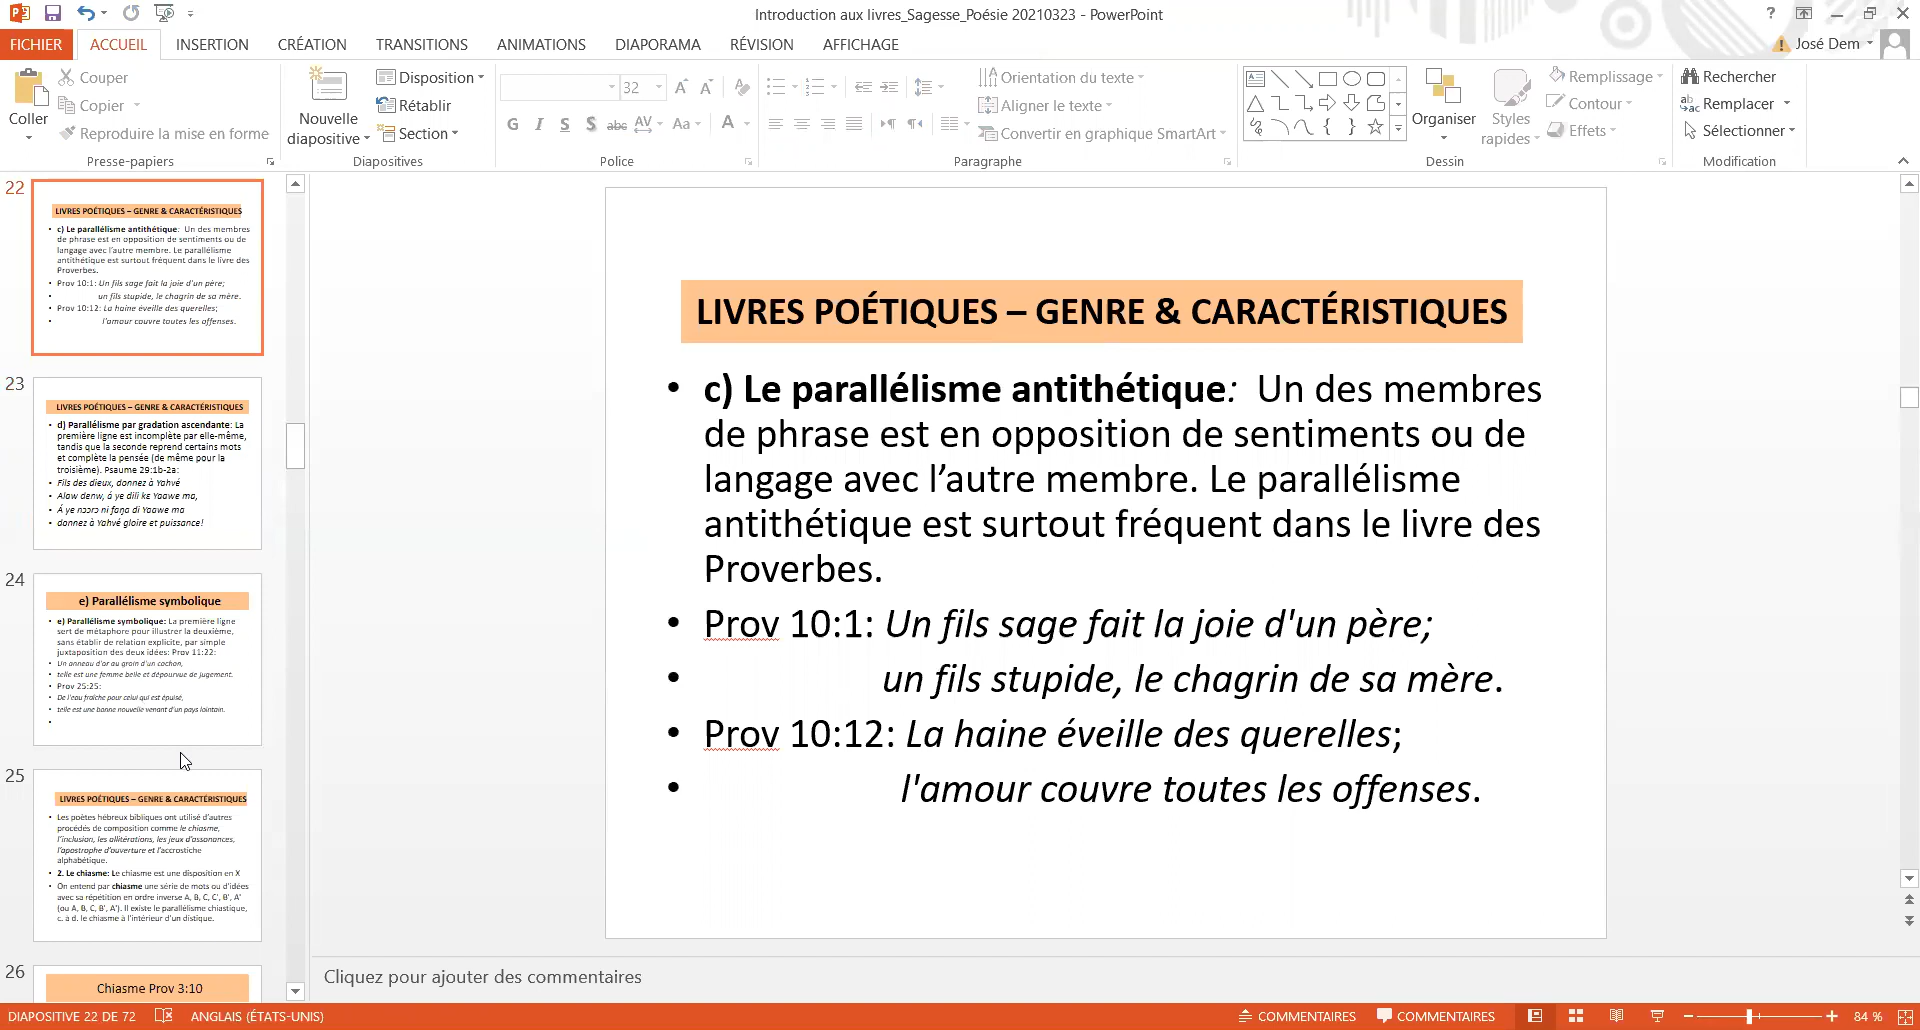 Introduction aux livres_Sagesse_Poésie 20210323 - PowerPoint
?
FICHIER ACCUEIL INSERTION CRÉATION TRANSITIONS ANIMATIONS DIAPORAMA RÉVISION AFFICHAGE José Dem
Coller
Couper
Copier
Reproduire la mise en forme
Presse-papiers
Nouvelle
diapositive
Disposition
Rétablir
Section
Diapositives
32
G I S S abc AV Aa A
Police
Orientation du texte
Aligner le texte
Convertir en graphique SmartArt
Paragraphe
Organiser
Styles
rapides
Remplissage
Contour
Effets
Dessin
Rechercher
Remplacer
Sélectionner
Modification
22
LIVRES POÉTIQUES – GENRE & CARACTÉRISTIQUES
• c) Le parallélisme antithétique: Un des membres
de phrase est en opposition de sentiments ou de
langage avec l’autre membre. Le parallélisme
antithétique est surtout fréquent dans le livre des
Proverbes.
• Prov 10:1: Un fils sage fait la joie d'un père;
• un fils stupide, le chagrin de sa mère.
• Prov 10:12: La haine éveille des querelles;
• l'amour couvre toutes les offenses.
23
LIVRES POÉTIQUES – GENRE & CARACTÉRISTIQUES
• d) Parallélisme par gradation ascendante: La
première ligne est incomplète par elle-même,
tandis que la seconde reprend certains mots
et complète la pensée (de même pour la
troisième). Psaume 29:1b-2a:
• Fils des dieux, donnez à Yahvé
• Alaw denw, á ye dili kɛ Yaawe ma,
• Á ye nɔɔrɔ ni faŋa di Yaawe ma
• donnez à Yahvé gloire et puissance!
24
e) Parallélisme symbolique
• e) Parallélisme symbolique: La première ligne
sert de métaphore pour illustrer la deuxième,
sans établir de relation explicite, par simple
juxtaposition des deux idées: Prov 11:22:
• Un anneau d'or au groin d'un cochon,
• telle est une femme belle et dépourvue de jugement.
• Prov 25:25:
• De l'eau fraîche pour celui qui est épuisé,
• telle est une bonne nouvelle venant d'un pays lointain.
25
LIVRES POÉTIQUES – GENRE & CARACTÉRISTIQUES
• Les poètes hébreux bibliques ont utilisé d’autres
procédés de composition comme le chiasme,
l’inclusion, les allitérations, les jeux d’assonances,
l’apostrophe d’ouverture et l’accrostiche
alphabétique.
• 2. Le chiasme: Le chiasme est une disposition en X
• On entend par chiasme une série de mots ou d’idées
avec sa répétition en ordre inverse A, B, C, C', B', A'
(ou A, B, C, B', A'). Il existe le parallélisme chiastique,
c. à d. le chiasme à l’intérieur d’un distique.
26
Chiasme Prov 3:10
LIVRES POÉTIQUES – GENRE & CARACTÉRISTIQUES
• c) Le parallélisme antithétique: Un des membres
de phrase est en opposition de sentiments ou de
langage avec l’autre membre. Le parallélisme
antithétique est surtout fréquent dans le livre des
Proverbes.
• Prov 10:1: Un fils sage fait la joie d'un père;
• un fils stupide, le chagrin de sa mère.
• Prov 10:12: La haine éveille des querelles;
• l'amour couvre toutes les offenses.
Cliquez pour ajouter des commentaires
DIAPOSITIVE 22 DE 72 ANGLAIS (ÉTATS-UNIS) COMMENTAIRES COMMENTAIRES 84 %